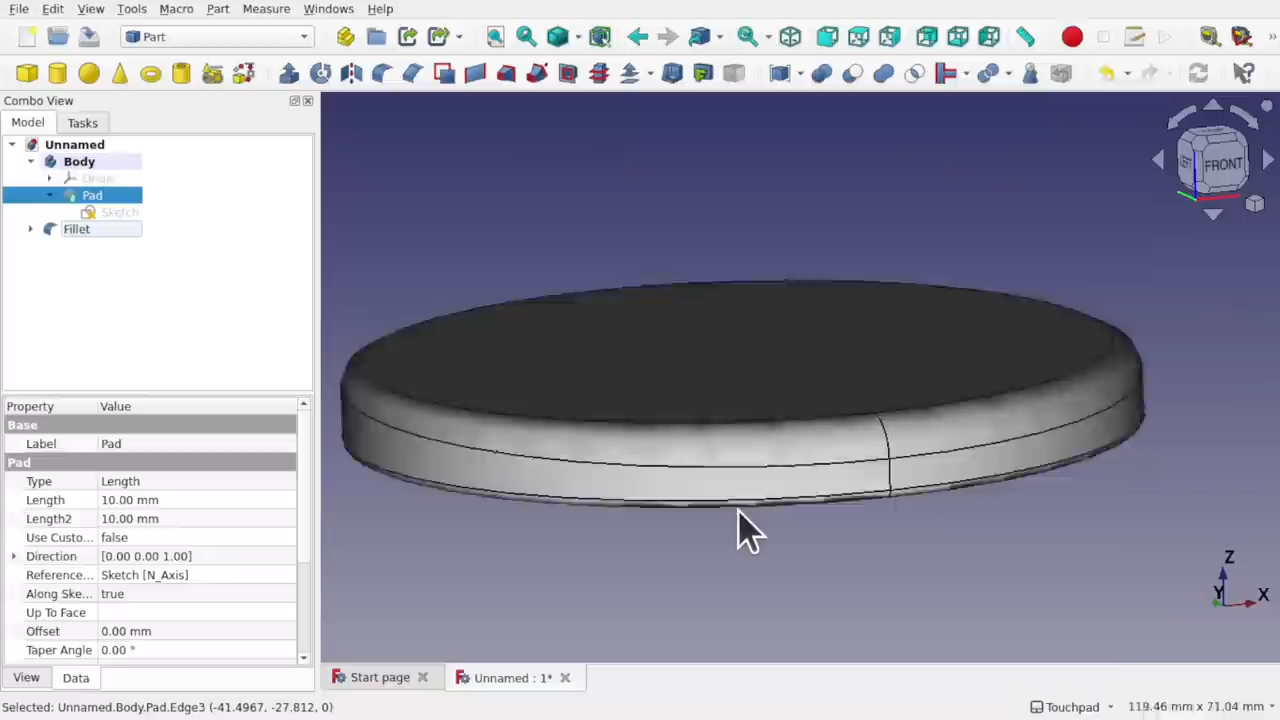 File Edit View Tools Macro Part Measure Windows Help
Part
Combo View
Model Tasks
Unnamed
Body
Origin
Pad
Sketch
Fillet
Property Value
Base
Label Pad
Pad
Type Length
Length 10.00 mm
Length2 10.00 mm
Use Custo... false
Direction [0.00 0.00 1.00]
Reference... Sketch [N_Axis]
Along Ske... true
Up To Face
Offset 0.00 mm
Taper Angle 0.00 °
View Data
LEFT FRONT
Z
Y X
Start page Unnamed : 1*
Selected: Unnamed.Body.Pad.Edge3 (-41.4967, -27.812, 0) Touchpad 119.46 mm x 71.04 mm